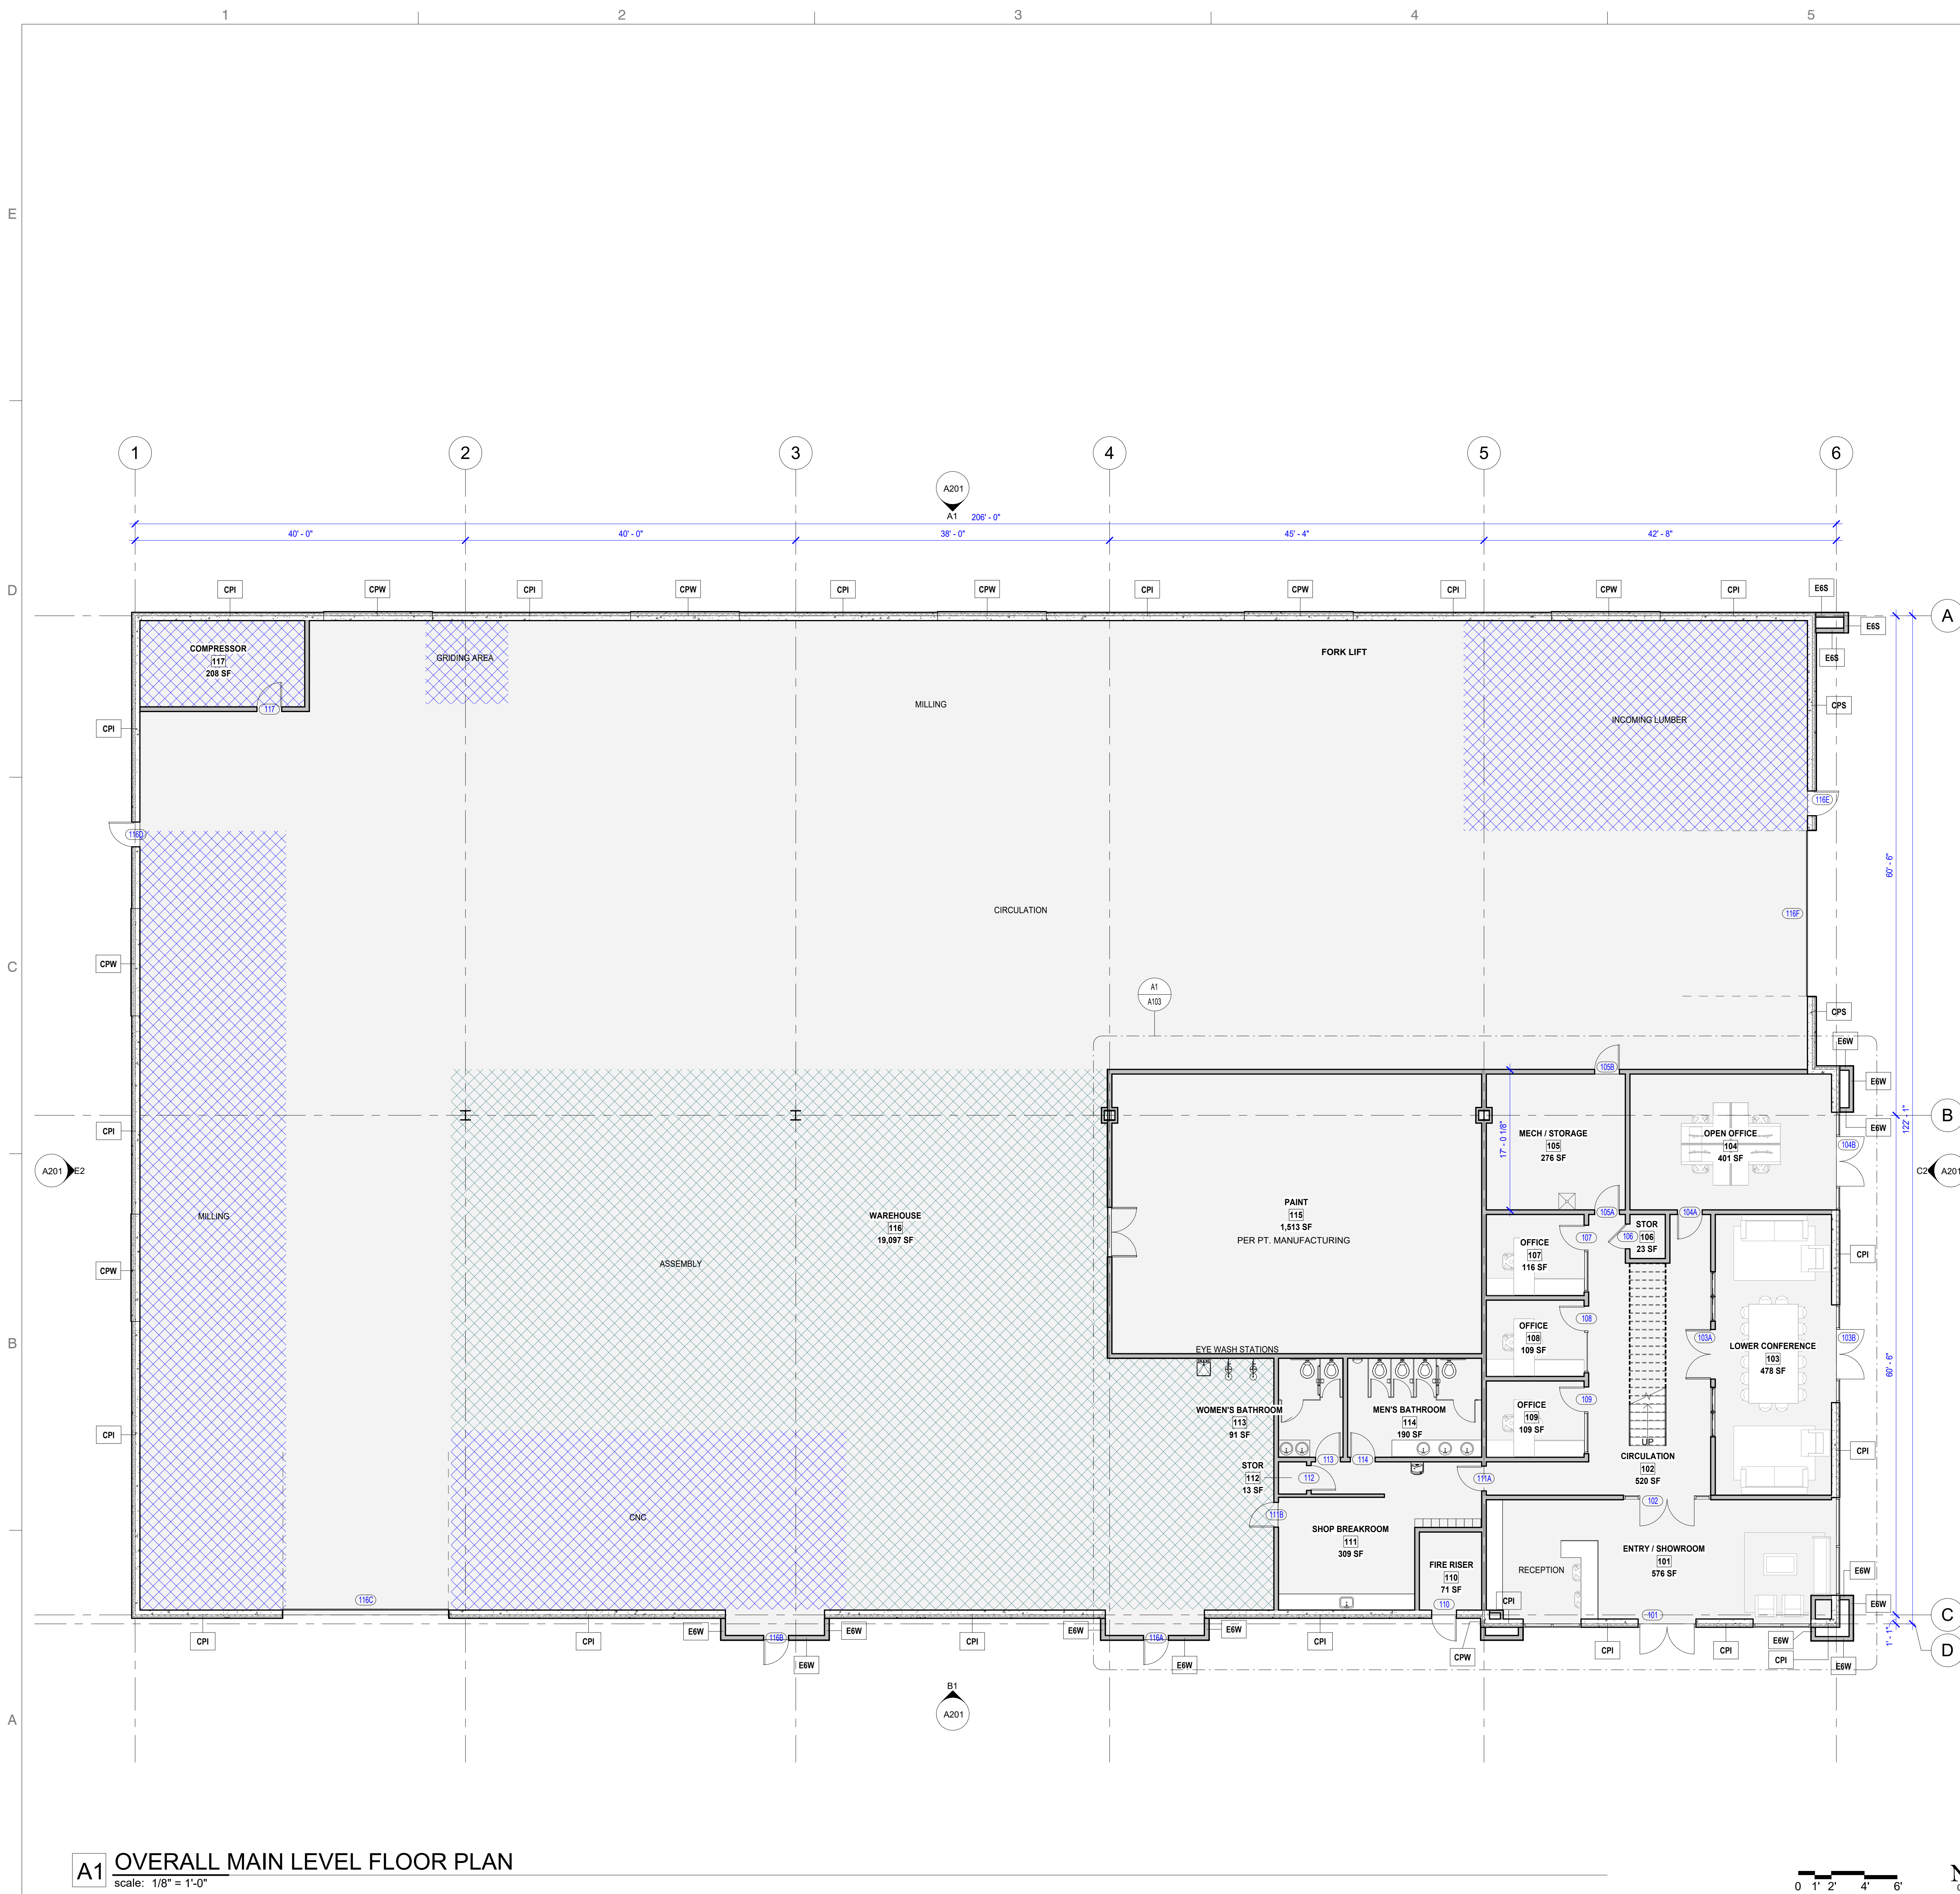 1 2 3 4 5
E
D
C
B
A
1 2 3 4 5 6
A201
A1
206' - 0"
40' - 0" 40' - 0" 38' - 0" 45' - 4" 42' - 8"
CPI CPW CPI CPW CPI CPW CPI CPW CPI CPW CPI E6S
A
E6S
E6S
COMPRESSOR
117
208 SF
117
GRIDING AREA
MILLING
FORK LIFT
INCOMING LUMBER
CPS
CPI
116D
116E
60' - 6"
CIRCULATION
116F
CPW
A1
A103
CPS
E6W
E6W
105B
B
122' - 1"
E6W
CPI
17' - 0 1/8"
MECH / STORAGE
105
276 SF
OPEN OFFICE
104
401 SF
104B
A201 E2
C2 A201
MILLING
WAREHOUSE
116
19,097 SF
PAINT
115
1,513 SF
PER PT. MANUFACTURING
105A
104A
STOR
106
23 SF
106
107
OFFICE
107
116 SF
CPI
ASSEMBLY
CPW
108
OFFICE
108
109 SF
103A
103B
LOWER CONFERENCE
103
478 SF
60' - 6"
EYE WASH STATIONS
WOMEN'S BATHROOM
113
91 SF
MEN'S BATHROOM
114
190 SF
109
OFFICE
109
109 SF
CPI
CPI
UP
CIRCULATION
102
520 SF
STOR
112
13 SF
113
114
112
111A
102
111B
CNC
SHOP BREAKROOM
111
309 SF
FIRE RISER
110
71 SF
110
RECEPTION
ENTRY / SHOWROOM
101
576 SF
E6W
E6W
CPI
101
116C
C
CPI CPI E6W 116B E6W CPI E6W 116A E6W CPI
E6W E6W CPW CPI CPI E6W CPI E6W
1' - 1"
D
B1
A201
A1 OVERALL MAIN LEVEL FLOOR PLAN
scale: 1/8" = 1'-0"
0 1' 2' 4' 6'